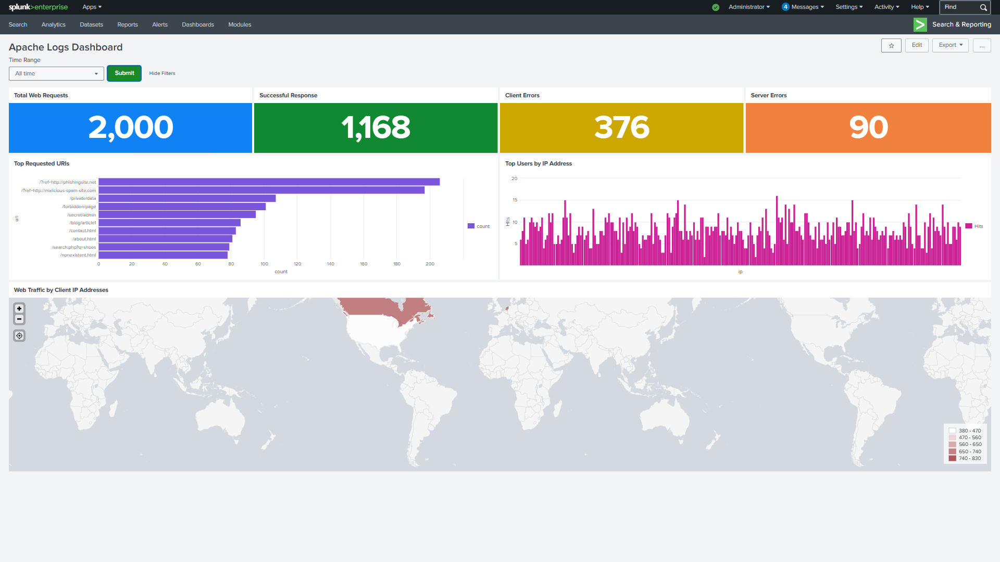 splunk>enterprise Apps Administrator 4 Messages Settings Activity Help Find
Search Analytics Datasets Reports Alerts Dashboards Modules Search & Reporting
Apache Logs Dashboard
Edit Export ...
Time Range
All time Submit Hide Filters
Total Web Requests Successful Response Client Errors Server Errors
2,000 1,168 376 90
Top Requested URIs
/?ref=http://phishingsite.net
/?ref=http://malicious-spam-site.com
/private/data
/forbidden/page
/secret/admin
/blog/article1
/contact.html
/about.html
/search.php?q=shoes
/nonexistent.html
uri
0 20 40 60 80 100 120 140 160 180 200
count
count
Top Users by IP Address
20
15
10
5
Hits
ip
Hits
Web Traffic by Client IP Addresses
+
-
380 - 470
470 - 560
560 - 650
650 - 740
740 - 830